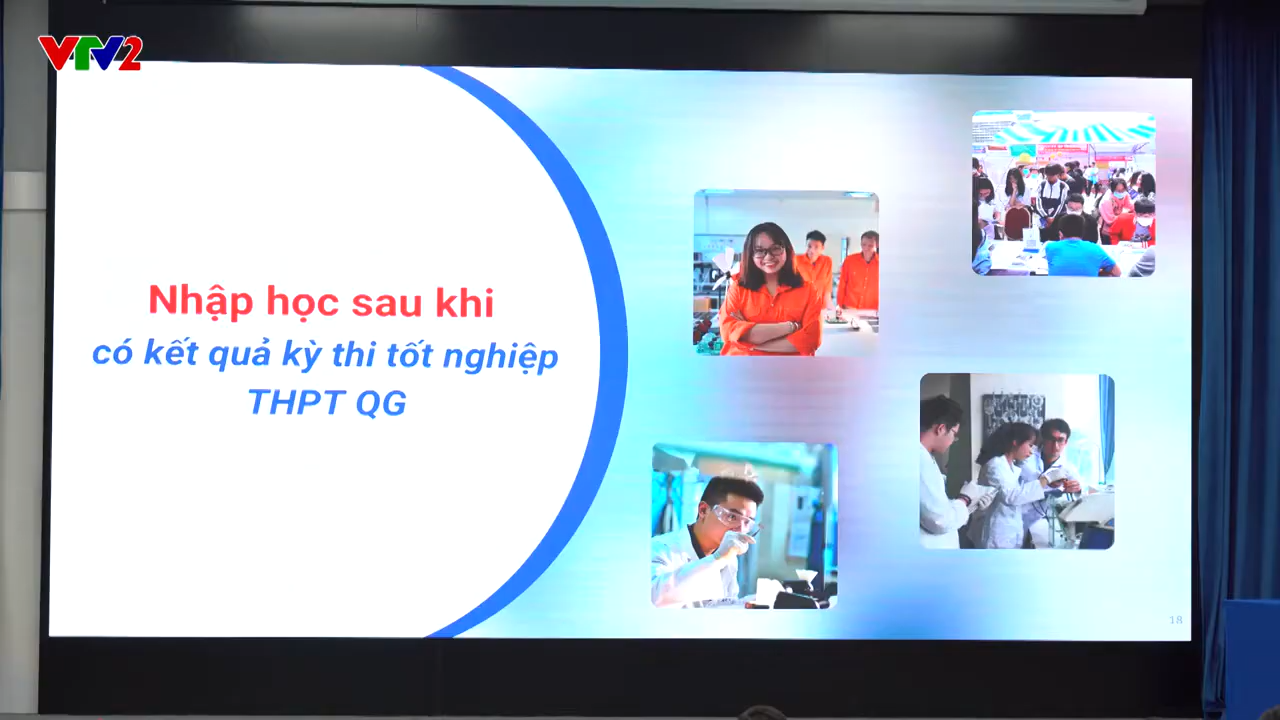 VTV2
Nhập học sau khi
có kết quả kỳ thi tốt nghiệp
THPT QG
18